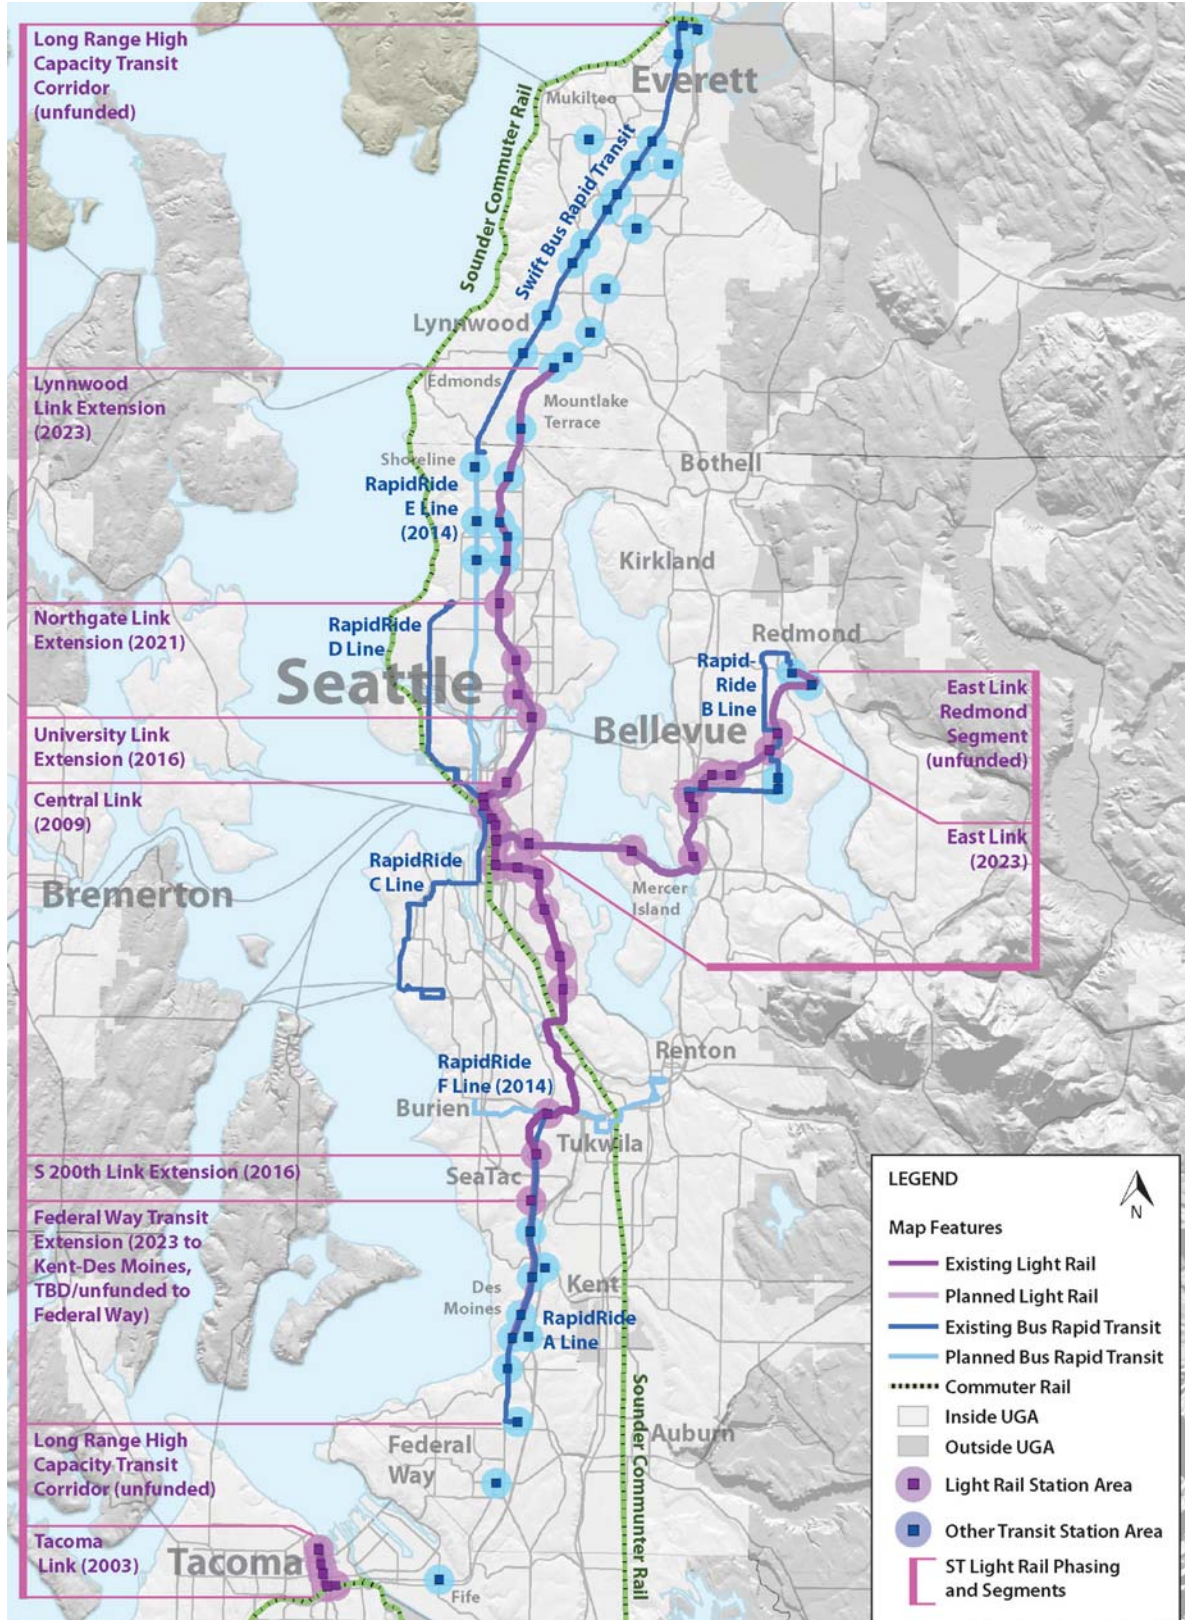 Long Range High
Capacity Transit
Corridor
(unfunded)
Everett
Mukilteo
Sounder Commuter Rail
Swift Bus Rapid Transit
Lynnwood
Lynnwood
Link Extension
(2023)
Edmonds
Mountlake
Terrace
Shoreline
RapidRide
E Line
(2014)
Bothell
Kirkland
Northgate Link
Extension (2021)
RapidRide
D Line
Seattle
Redmond
Rapid-
Ride
B Line
Bellevue
East Link
Redmond
Segment
(unfunded)
University Link
Extension (2016)
Central Link
(2009)
East Link
(2023)
RapidRide
C Line
Bremerton
Mercer
Island
Renton
RapidRide
F Line (2014)
Burien
Tukwila
S 200th Link Extension (2016)
SeaTac
Federal Way Transit
Extension (2023 to
Kent-Des Moines,
TBD/unfunded to
Federal Way)
Des
Moines
Kent
RapidRide
A Line
Sounder Communter Rail
Long Range High
Capacity Transit
Corridor (unfunded)
Federal
Way
Auburn
Tacoma
Link (2003)
Tacoma
Fife
LEGEND
N
Map Features
Existing Light Rail
Planned Light Rail
Existing Bus Rapid Transit
Planned Bus Rapid Transit
Commuter Rail
Inside UGA
Outside UGA
Light Rail Station Area
Other Transit Station Area
ST Light Rail Phasing
and Segments